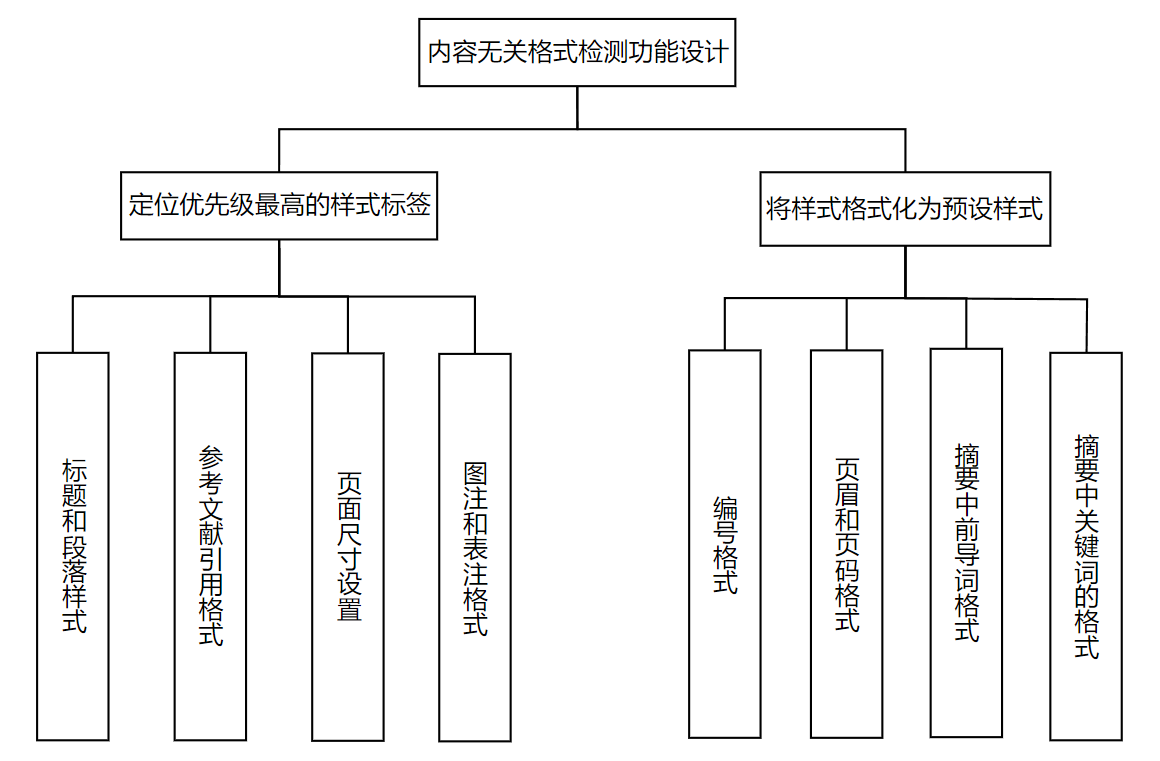 内容无关格式检测功能设计
定位优先级最高的样式标签
将样式格式化为预设样式
标题和段落样式
参考文献引用格式
页面尺寸设置
图注和表注格式
编号格式
页眉和页码格式
摘要中前导词格式
摘要中关键词的格式